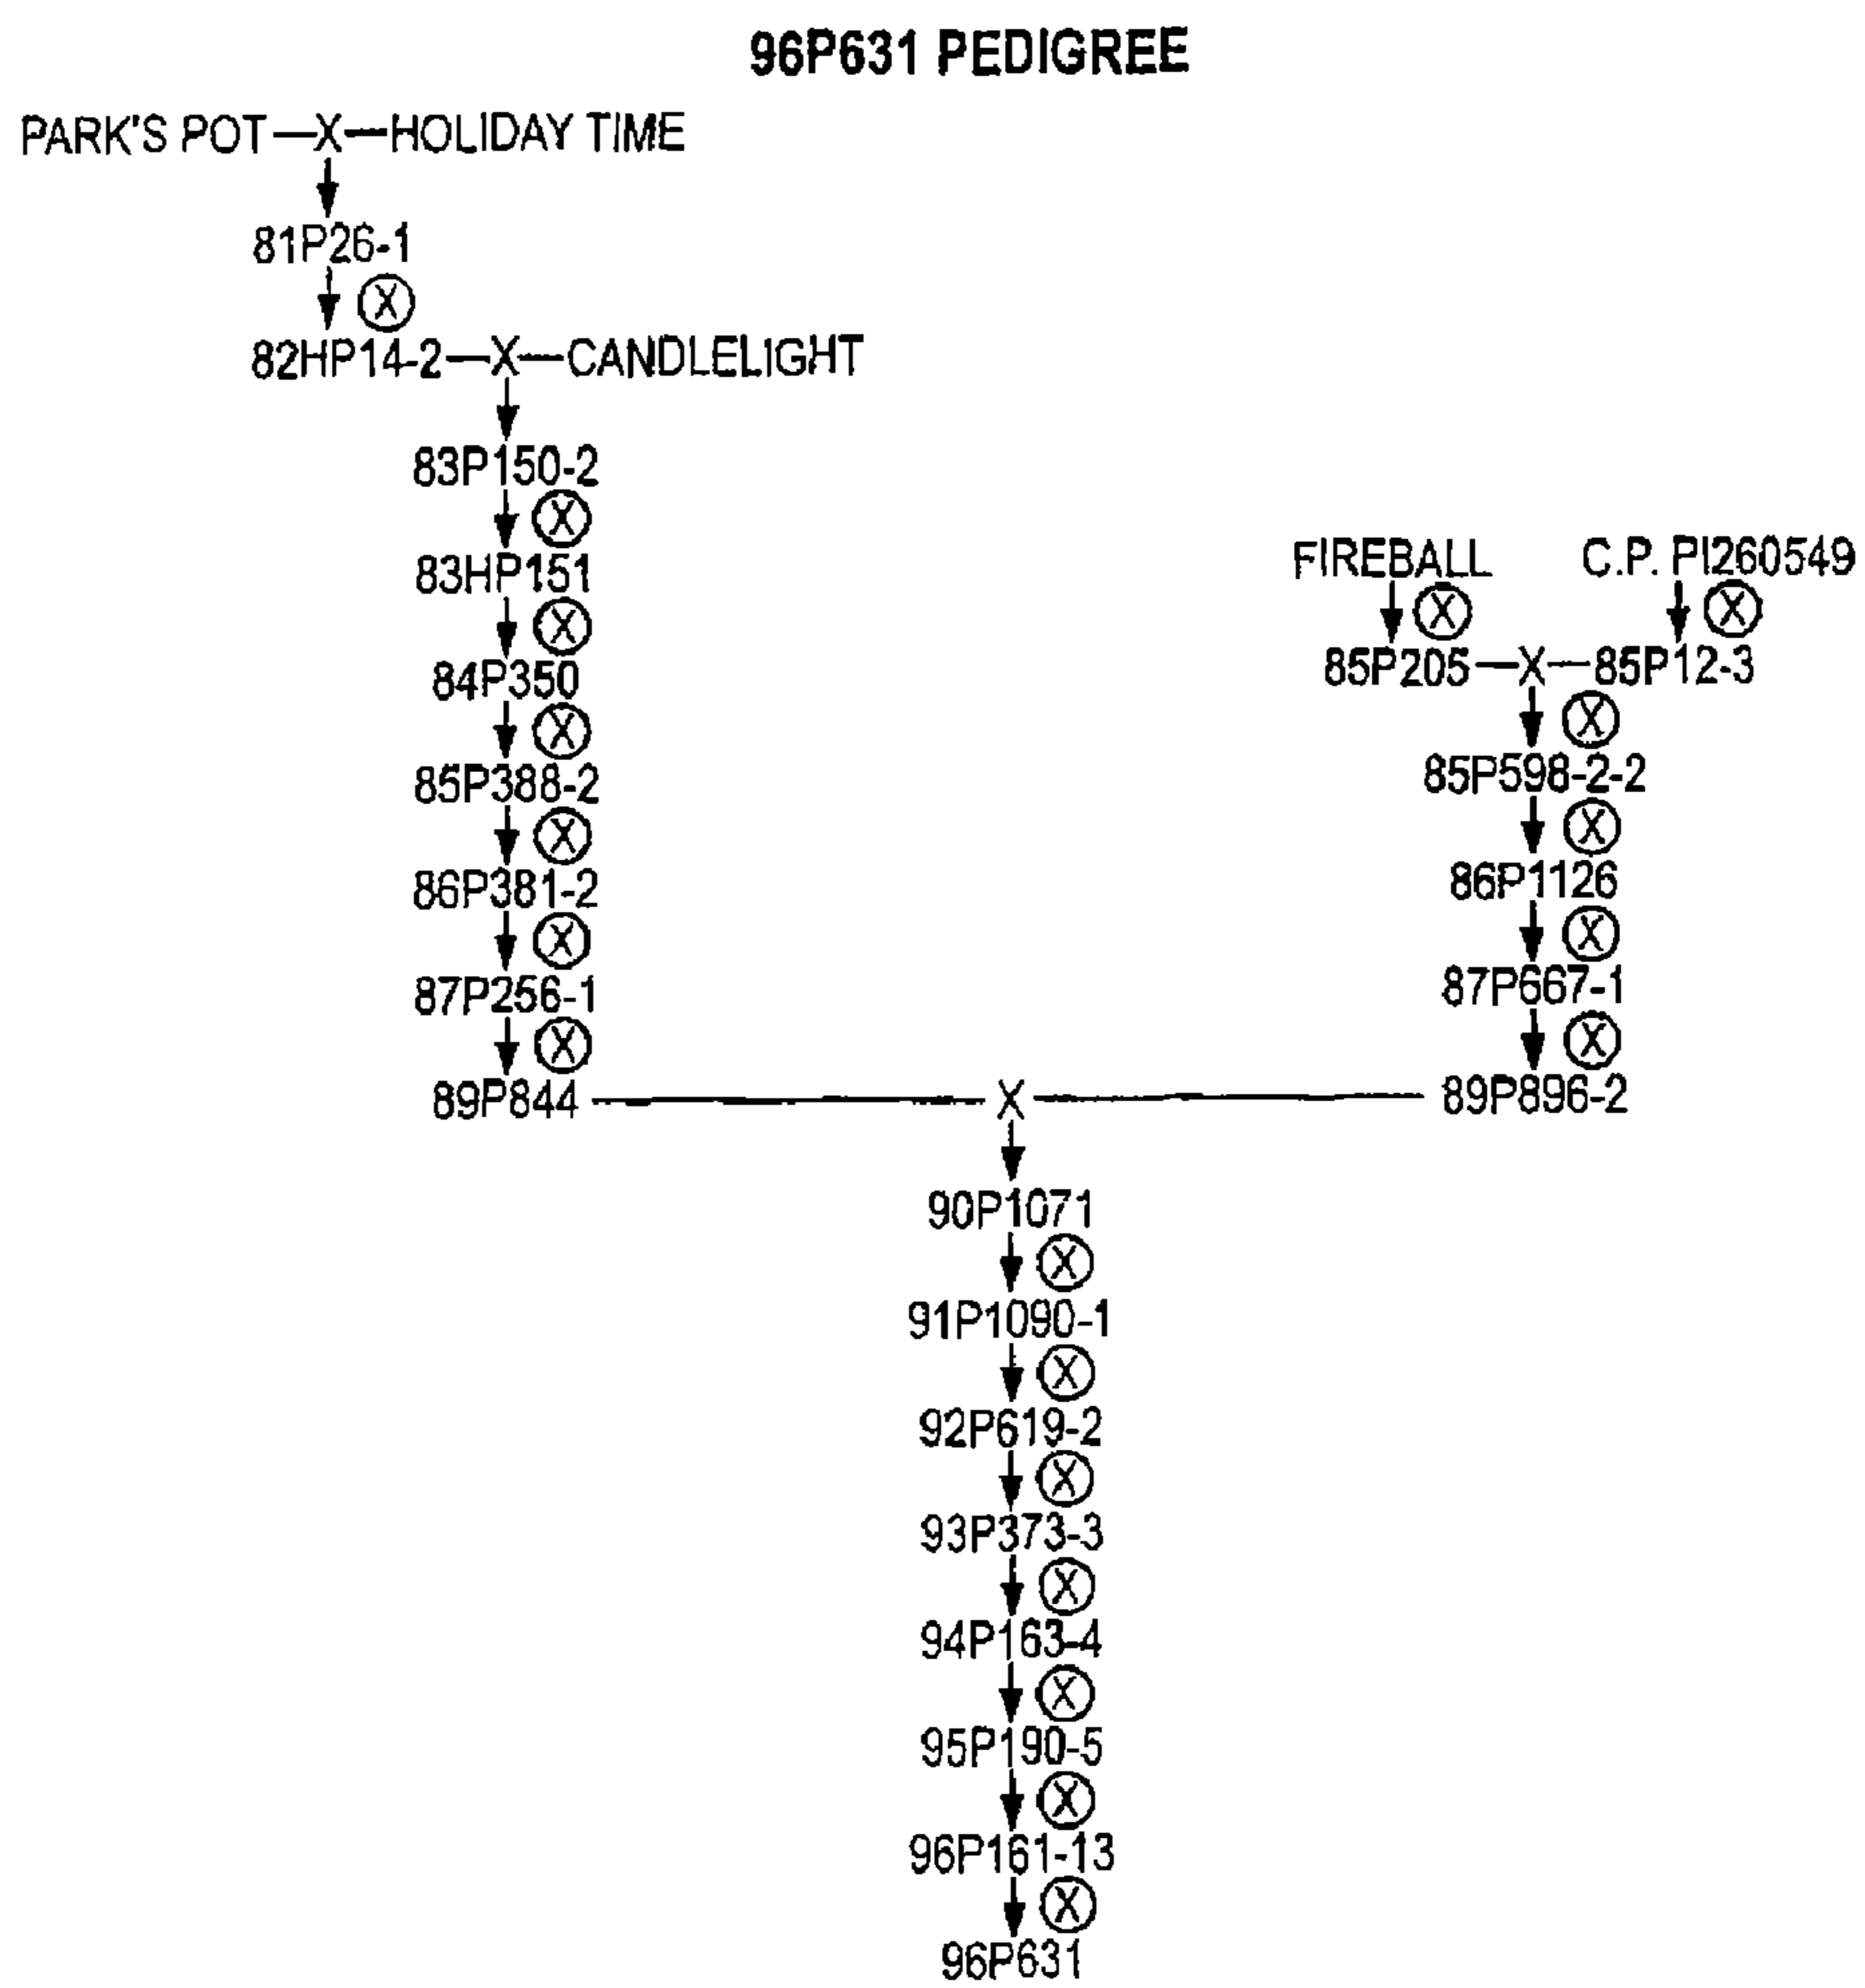 96P631 PEDIGREE
PARK'S POT—X—HOLIDAY TIME
81P26-1
X
82HP14-2—X—CANDLELIGHT
83P150-2
X
83HP151
X
84P350
X
85P388-2
X
86P381-2
X
87P256-1
X
89P844
FIREBALL C.P. PI260549
X X
85P205—X—85P12-3
X
85P598-2-2
X
86P1126
X
87P667-1
X
89P896-2
X
90P1071
X
91P1090-1
X
92P619-2
X
93P373-3
X
94P163-4
X
95P190-5
X
96P161-13
X
96P631